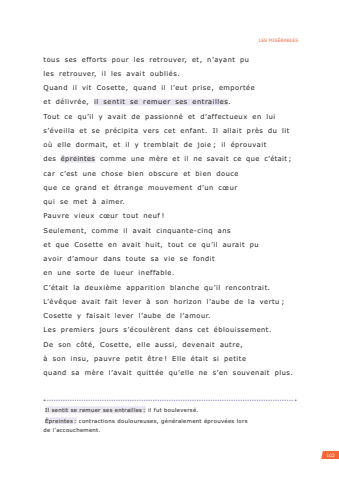 LES MISÉRABLES
tous ses efforts pour les retrouver, et, n’ayant pu
les retrouver, il les avait oubliés.
Quand il vit Cosette, quand il l’eut prise, emportée
et délivrée, il sentit se remuer ses entrailles.
Tout ce qu’il y avait de passionné et d’affectueux en lui
s’éveilla et se précipita vers cet enfant. Il allait près du lit
où elle dormait, et il y tremblait de joie ; il éprouvait
des épreintes comme une mère et il ne savait ce que c’était ;
car c’est une chose bien obscure et bien douce
que ce grand et étrange mouvement d’un cœur
qui se met à aimer.
Pauvre vieux cœur tout neuf !
Seulement, comme il avait cinquante-cinq ans
et que Cosette en avait huit, tout ce qu’il aurait pu
avoir d’amour dans toute sa vie se fondit
en une sorte de lueur ineffable.
C’était la deuxième apparition blanche qu’il rencontrait.
L’évêque avait fait lever à son horizon l’aube de la vertu ;
Cosette y faisait lever l’aube de l’amour.
Les premiers jours s’écoulèrent dans cet éblouissement.
De son côté, Cosette, elle aussi, devenait autre,
à son insu, pauvre petit être ! Elle était si petite
quand sa mère l’avait quittée qu’elle ne s’en souvenait plus.
Il sentit se remuer ses entrailles : il fut bouleversé.
Épreintes : contractions douloureuses, généralement éprouvées lors
de l’accouchement.
102